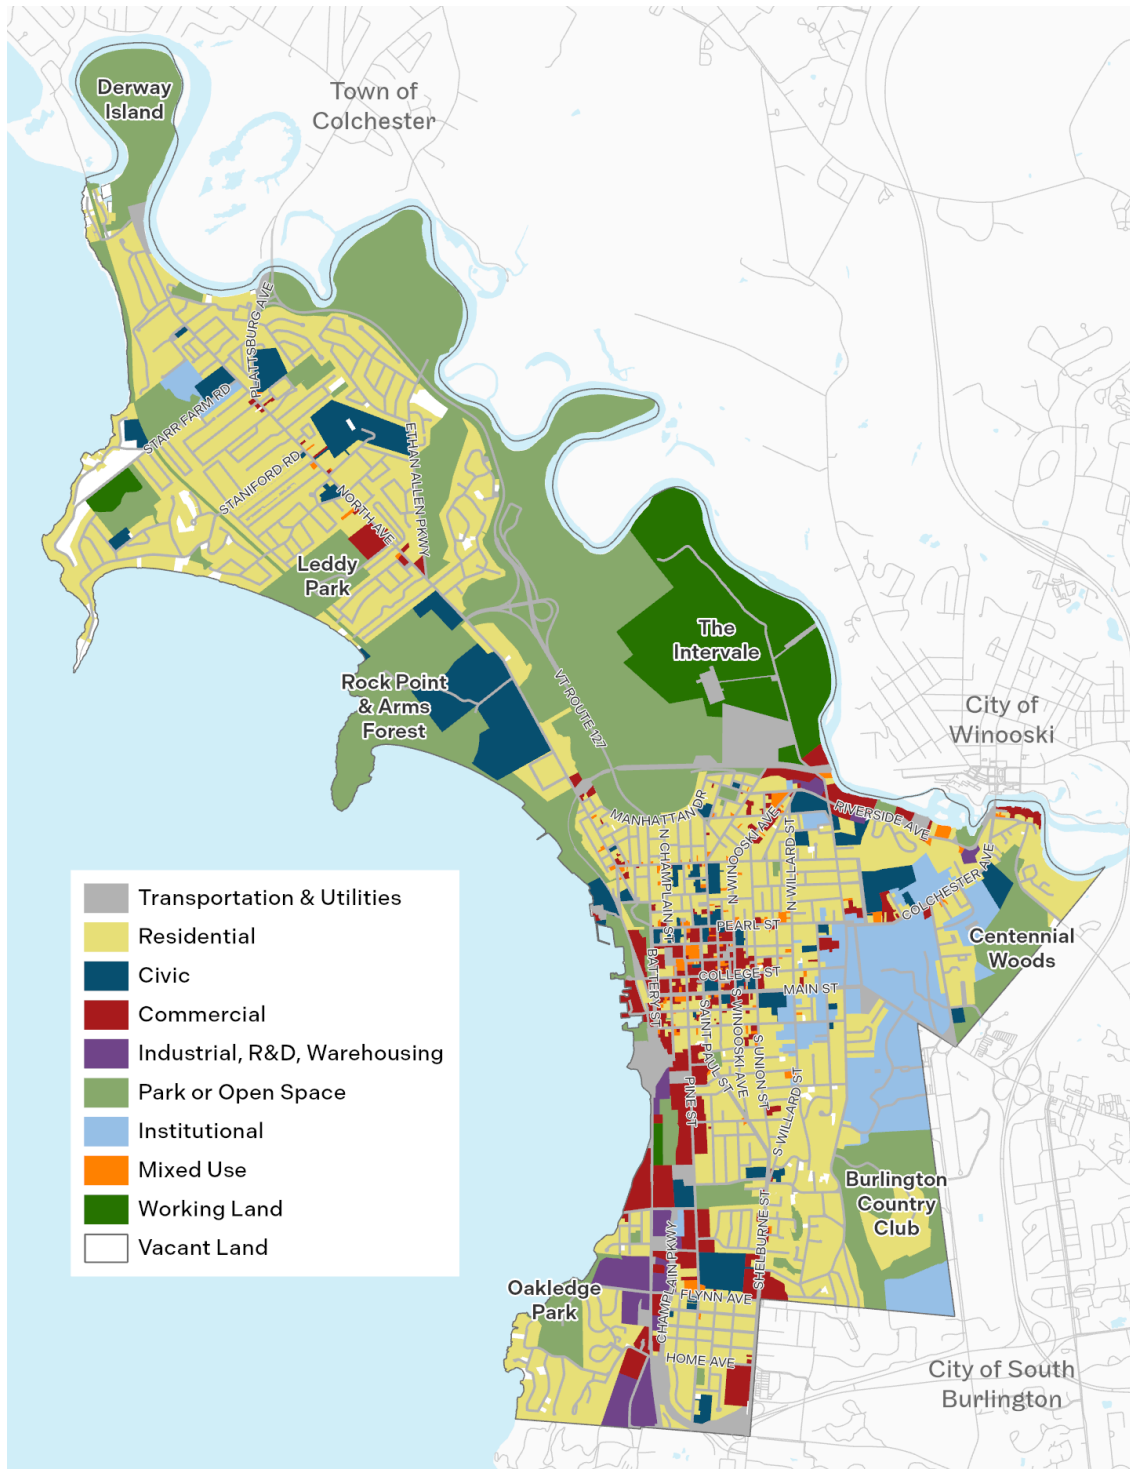 Derway
Island
Town of
Colchester
PLATTSBURG AVE
STARR FARM RD
STANIFORD RD
ETHAN ALLEN PKWY
NORTH AVE
Leddy
Park
The
Intervale
Rock Point
& Arms
Forest
VT ROUTE 127
City of
Winooski
MANHATTAN DR
RIVERSIDE AVE
N WINOOSKI AVE
N WILLARD ST
N CHAMPLAIN ST
COLCHESTER AVE
PEARL ST
Centennial
Woods
BATTERY ST
COLLEGE ST
MAIN ST
SAINT PAUL ST
S WINOOSKI AVE
S UNION ST
PINE ST
S WILLARD ST
Transportation & Utilities
Residential
Civic
Commercial
Industrial, R&D, Warehousing
Park or Open Space
Institutional
Mixed Use
Working Land
Vacant Land
Burlington
Country
Club
SHELBURNE ST
CHAMPLAIN PKWY
Oakledge
Park
FLYNN AVE
HOME AVE
City of South
Burlington